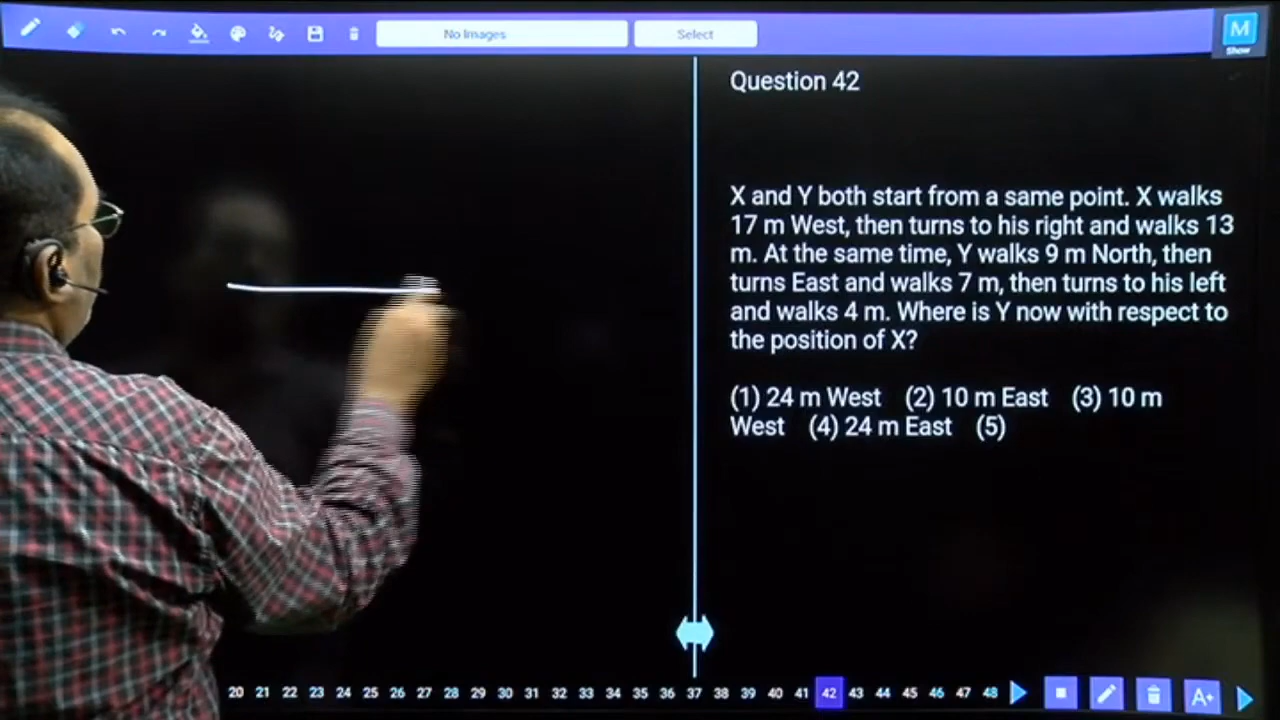 No Images
Select
M
Show
Question 42
X and Y both start from a same point. X walks
17 m West, then turns to his right and walks 13
m. At the same time, Y walks 9 m North, then
turns East and walks 7 m, then turns to his left
and walks 4 m. Where is Y now with respect to
the position of X?
(1) 24 m West (2) 10 m East (3) 10 m
West (4) 24 m East (5)
20 21 22 23 24 25 26 27 28 29 30 31 32 33 34 35 36 37 38 39 40 41 42 43 44 45 46 47 48
A+